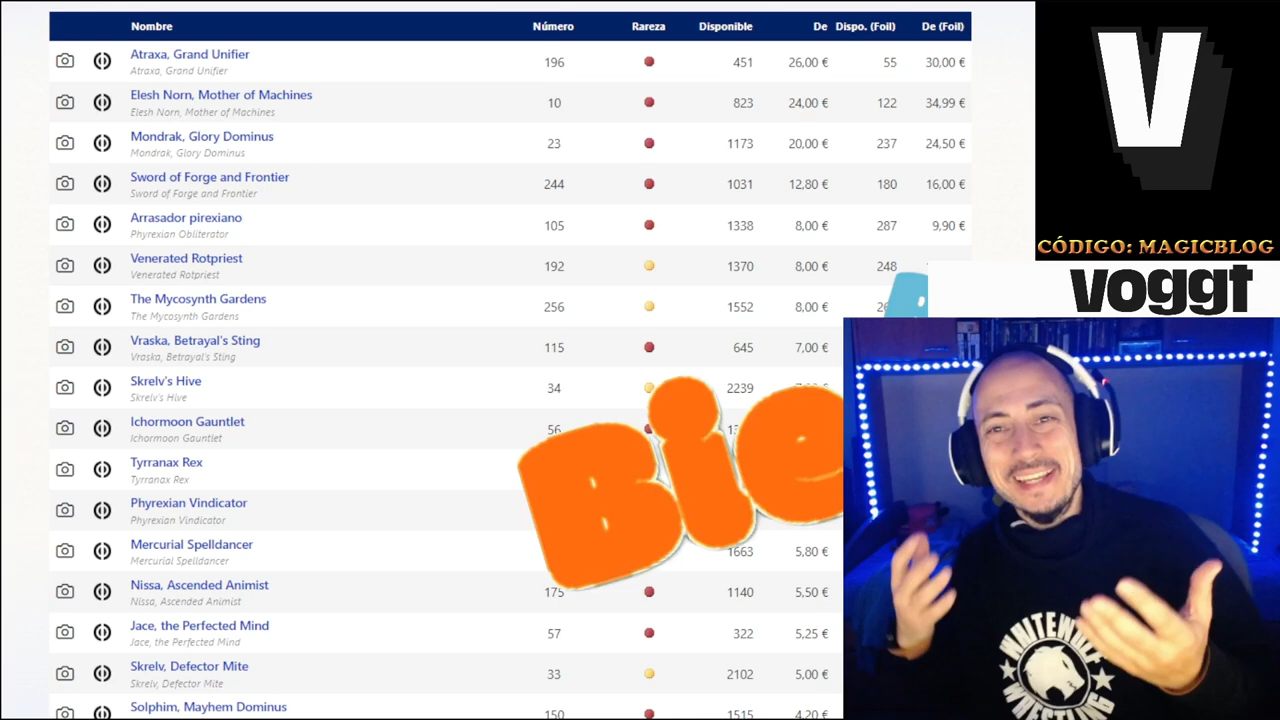 Nombre Número Rareza Disponible De Dispo. (Foil) De (Foil)
Atraxa, Grand Unifier 196 451 26,00 € 55 30,00 €
Atraxa, Grand Unifier
Elesh Norn, Mother of Machines 10 823 24,00 € 122 34,99 €
Elesh Norn, Mother of Machines
Mondrak, Glory Dominus 23 1173 20,00 € 237 24,50 €
Mondrak, Glory Dominus
Sword of Forge and Frontier 244 1031 12,80 € 180 16,00 €
Sword of Forge and Frontier
Arrasador pirexiano 105 1338 8,00 € 287 9,90 €
Phyrexian Obliterator
Venerated Rotpriest 192 1370 8,00 € 248
Venerated Rotpriest
The Mycosynth Gardens 256 1552 8,00 €
The Mycosynth Gardens
Vraska, Betrayal's Sting 115 645 7,00 €
Vraska, Betrayal's Sting
Skrelv's Hive 34 2239
Skrelv's Hive
Ichormoon Gauntlet 56
Ichormoon Gauntlet
Tyrranax Rex
Tyrranax Rex
Phyrexian Vindicator
Phyrexian Vindicator
Mercurial Spelldancer 1663 5,80 €
Mercurial Spelldancer
Nissa, Ascended Animist 175 1140 5,50 €
Nissa, Ascended Animist
Jace, the Perfected Mind 57 322 5,25 €
Jace, the Perfected Mind
Skrelv, Defector Mite 33 2102 5,00 €
Skrelv, Defector Mite
Solphim, Mayhem Dominus 150 1515 4,20 €
Bie
V
CÓDIGO: MAGICBLOG
voggt
WHITEWOLF
WRESTLING